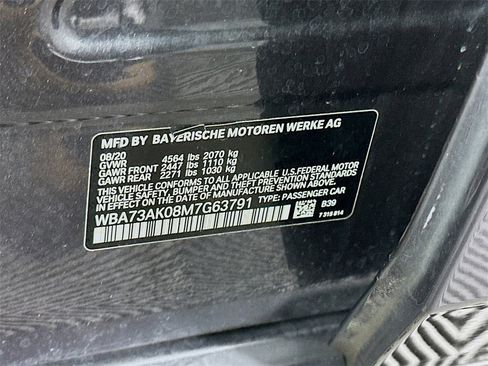 MFD BY BAYERISCHE MOTOREN WERKE AG
08/20
GVWR 4564 lbs 2070 kg
GAWR FRONT 2447 lbs 1110 kg
GAWR REAR 2271 lbs 1030 kg
THIS VEHICLE CONFORMS TO ALL APPLICABLE U.S.FEDERAL MOTOR
VEHICLE SAFETY, BUMPER, AND THEFT PREVENTION STANDARDS
IN EFFECT ON THE DATE OF MANUFACTURE SHOWN ABOVE.
WBA73AK08M7G63791 TYPE: PASSENGER CAR
B39
7 318 814